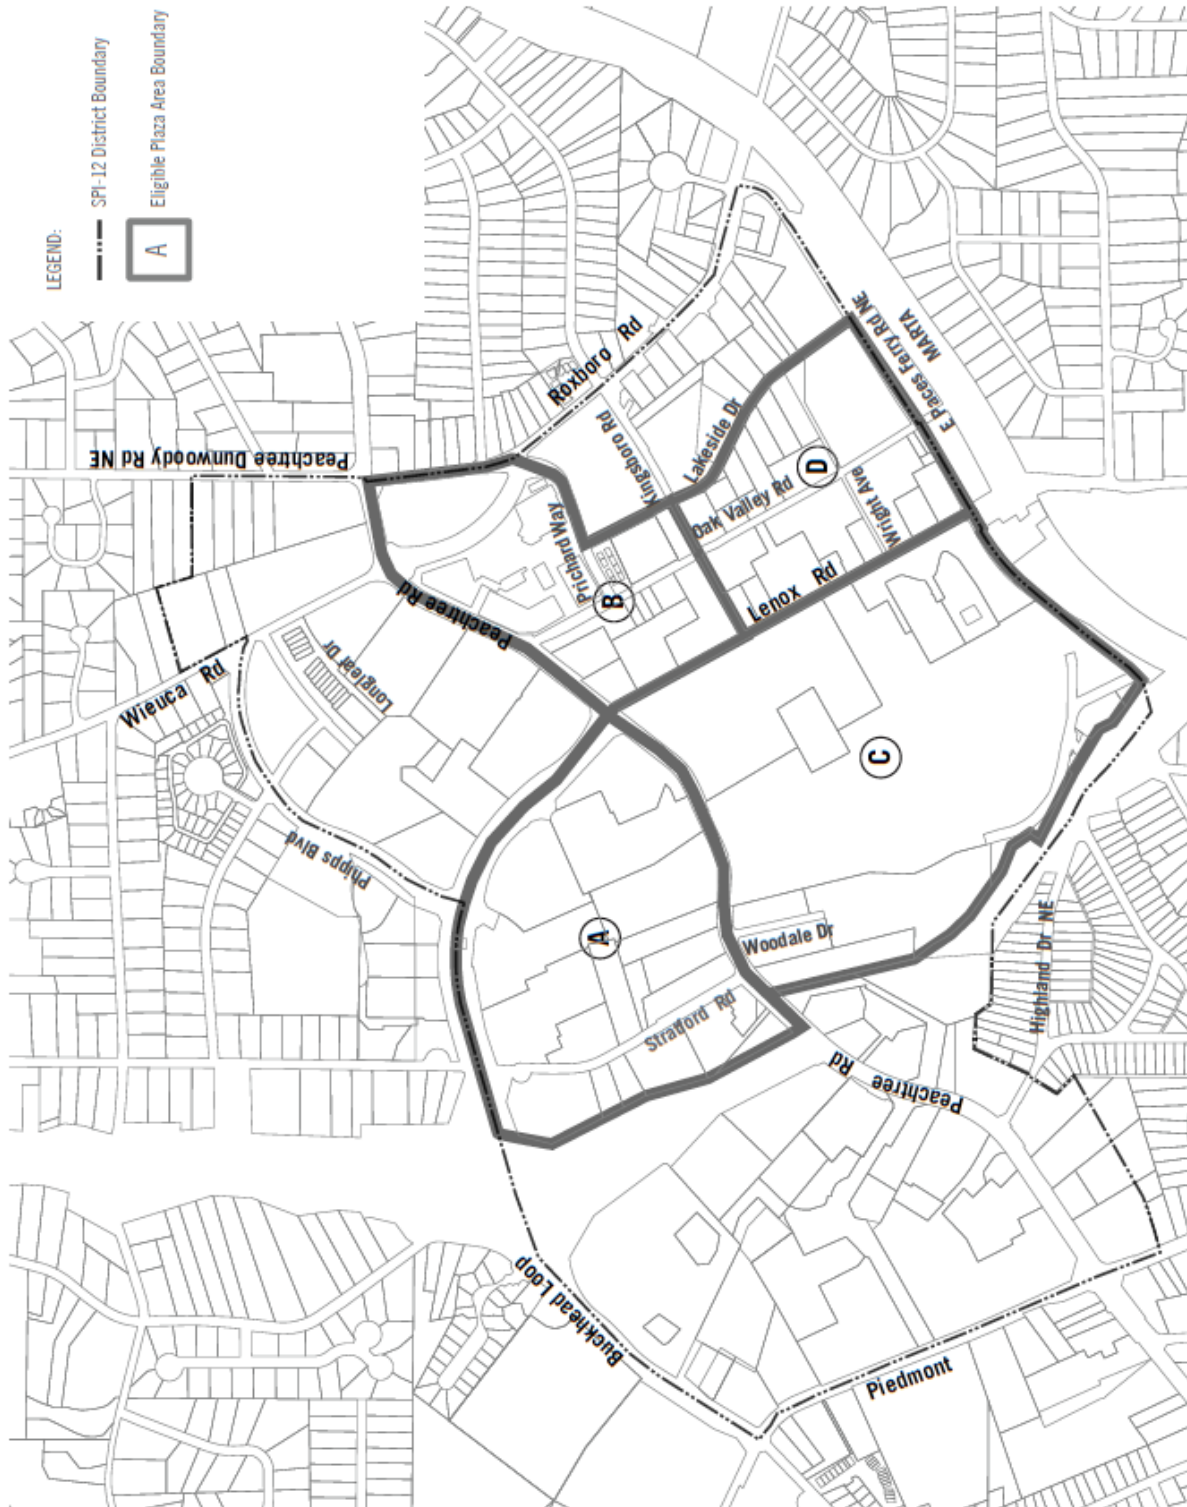 LEGEND:
SPI-12 District Boundary
A
Eligible Plaza Area Boundary
Peachtree Dunwoody Rd NE
Roxboro Rd
Wieuca Rd
Longleaf Dr
Phipps Blvd
Peachtree Rd
Prichard Way
Kingsboro Rd
Lakeside Dr
Oak Valley Rd
Wright Ave
Lenox Rd
E Paces Ferry Rd NE
MARTA
B
D
C
A
Woodale Dr
Stratford Rd
Highland Dr NE
Peachtree Rd
Buckhead Loop
Piedmont